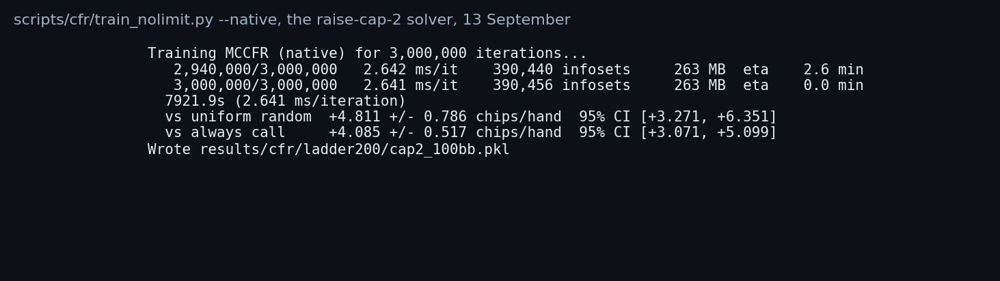 scripts/cfr/train_nolimit.py --native, the raise-cap-2 solver, 13 September
Training MCCFR (native) for 3,000,000 iterations...
2,940,000/3,000,000 2.642 ms/it 390,440 infosets 263 MB eta 2.6 min
3,000,000/3,000,000 2.641 ms/it 390,456 infosets 263 MB eta 0.0 min
7921.9s (2.641 ms/iteration)
vs uniform random +4.811 +/- 0.786 chips/hand 95% CI [+3.271, +6.351]
vs always call +4.085 +/- 0.517 chips/hand 95% CI [+3.071, +5.099]
Wrote results/cfr/ladder200/cap2_100bb.pkl